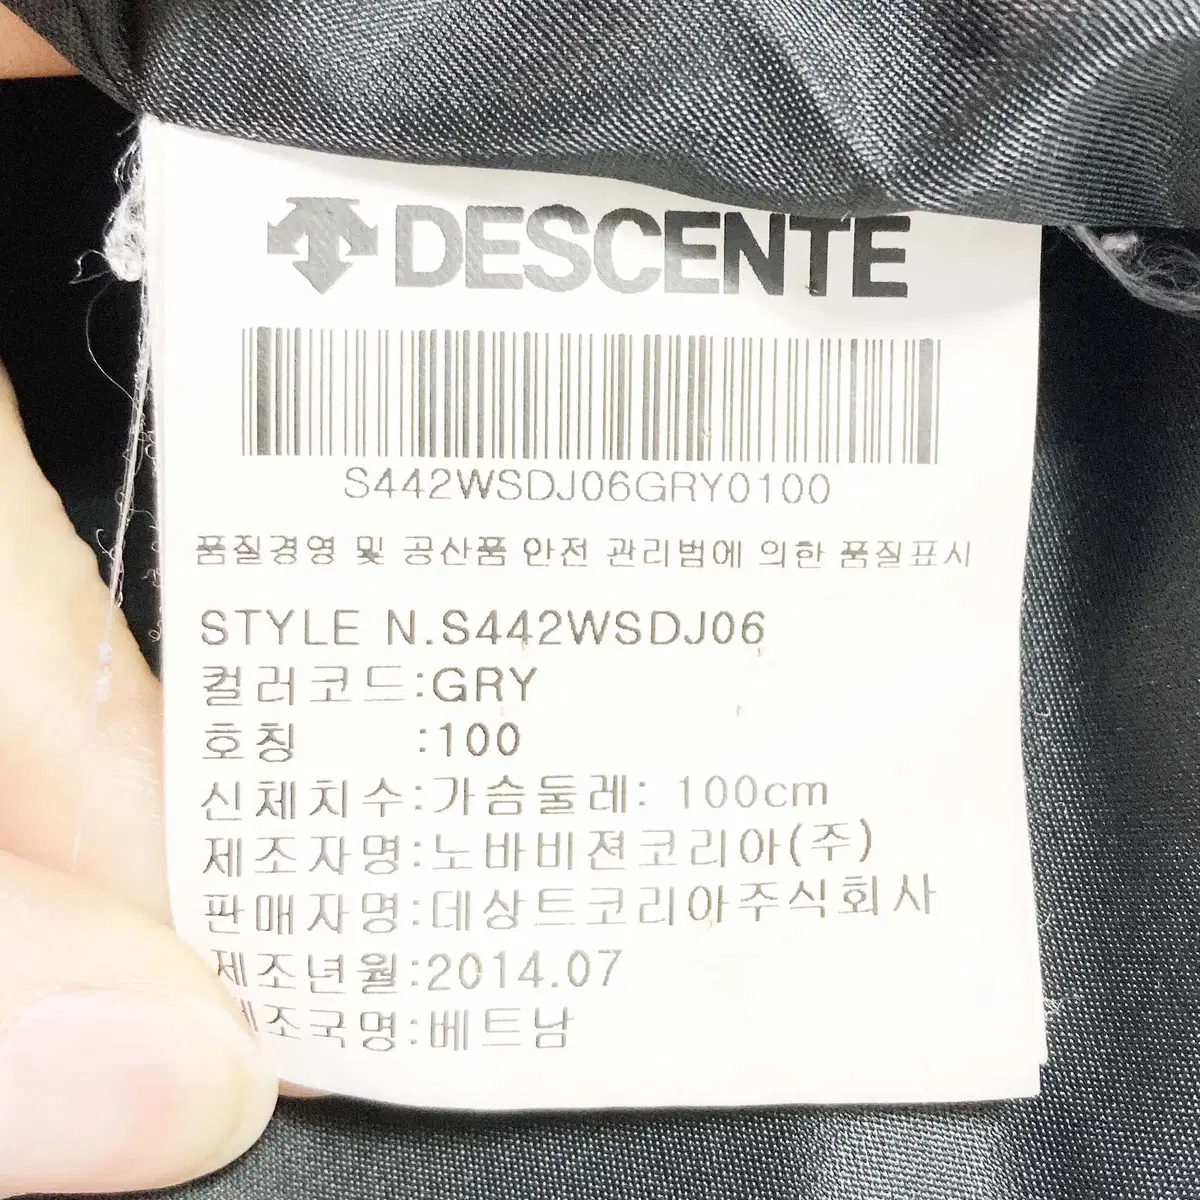 DESCENTE
S442WSDJ06GRY0100
품질경영 및 공산품 안전 관리법에 의한 품질표시
STYLE N.S442WSDJ06
컬러코드:GRY
호칭 :100
신체치수:가슴둘레: 100cm
제조자명:노바비젼코리아(주)
판매자명:데상트코리아주식회사
제조년월:2014.07
제조국명:베트남